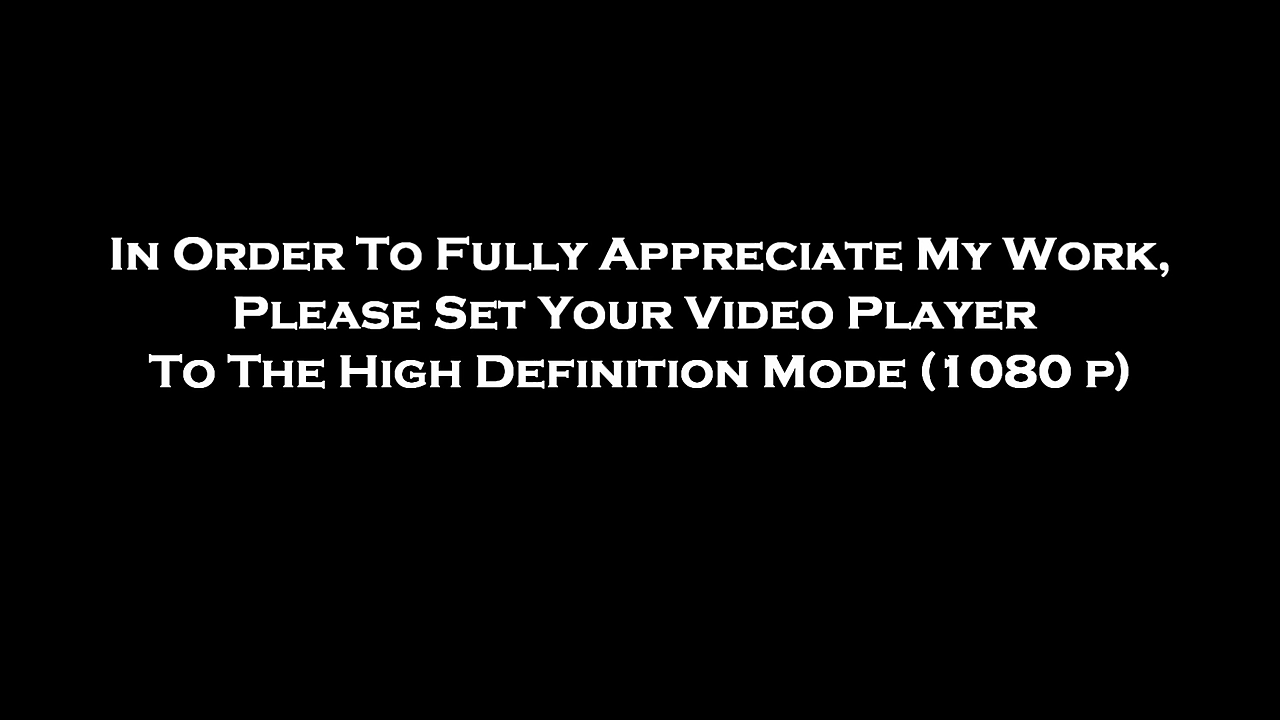 In Order To Fully Appreciate My Work,
Please Set Your Video Player
To The High Definition Mode (1080 p)